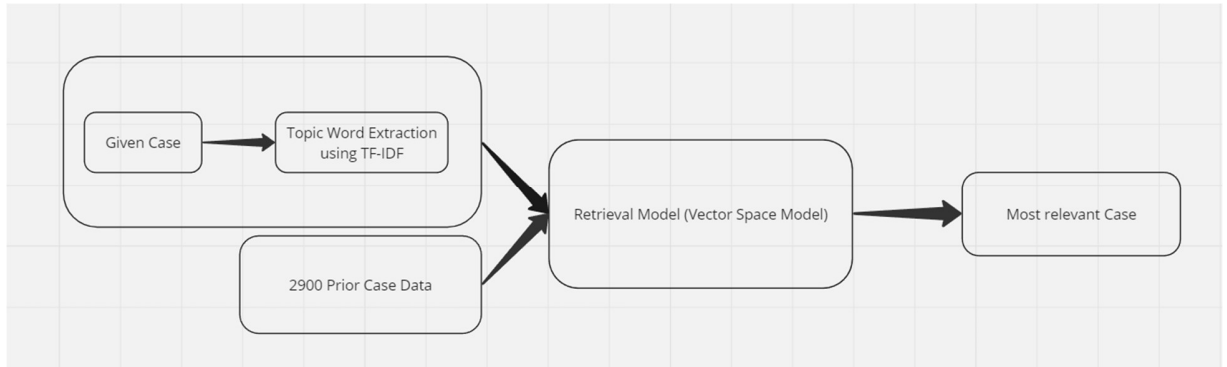 Given Case
Topic Word Extraction
using TF-IDF
Retrieval Model (Vector Space Model)
Most relevant Case
2900 Prior Case Data